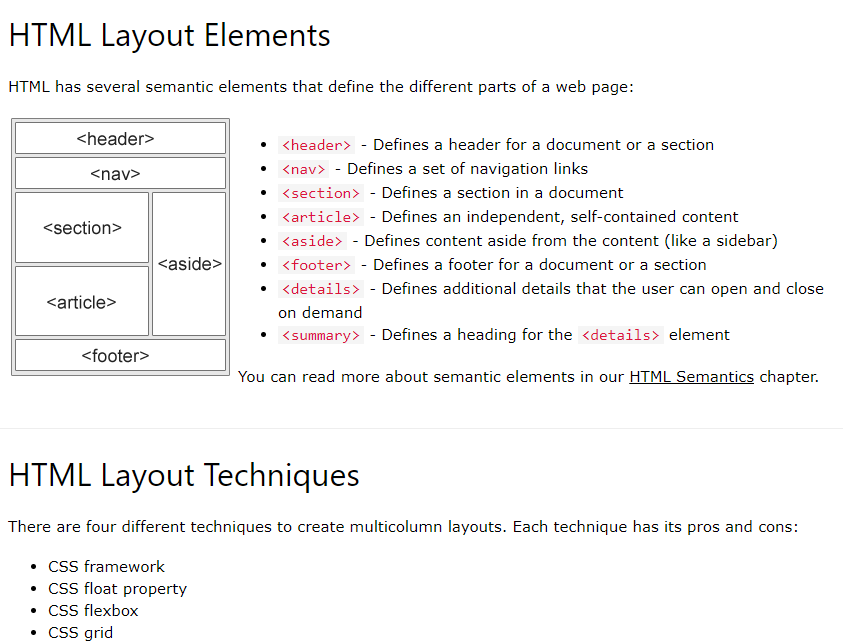 HTML Layout Elements
HTML has several semantic elements that define the different parts of a web page:
<header>
<nav>
<section>
<aside>
<article>
<footer>
<header> - Defines a header for a document or a section
<nav> - Defines a set of navigation links
<section> - Defines a section in a document
<article> - Defines an independent, self-contained content
<aside> - Defines content aside from the content (like a sidebar)
<footer> - Defines a footer for a document or a section
<details> - Defines additional details that the user can open and close
on demand
<summary> - Defines a heading for the <details> element
You can read more about semantic elements in our HTML Semantics chapter.
HTML Layout Techniques
There are four different techniques to create multicolumn layouts. Each technique has its pros and cons:
CSS framework
CSS float property
CSS flexbox
CSS grid